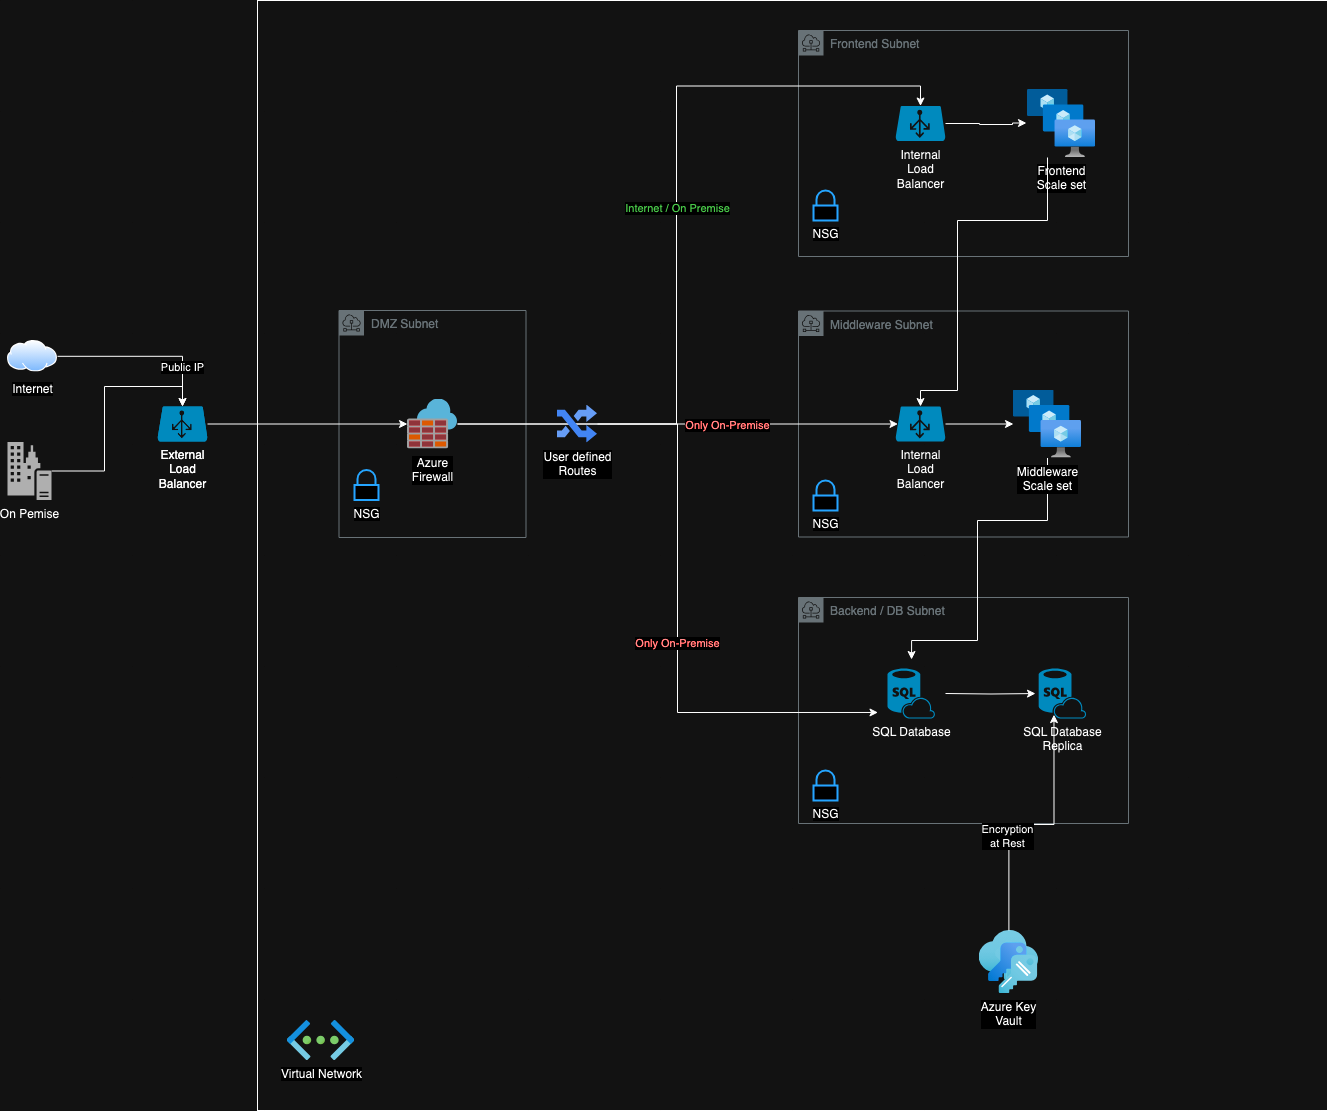 Frontend Subnet
Internal
Load
Balancer
Frontend
Scale set
NSG
Internet / On Premise
DMZ Subnet
Middleware Subnet
Internet
Public IP
External
Load
Balancer
On Pemise
Azure
Firewall
NSG
User defined
Routes
Only On-Premise
Internal
Load
Balancer
Middleware
Scale set
NSG
Backend / DB Subnet
Only On-Premise
SQL
SQL Database
SQL
SQL Database
Replica
NSG
Encryption
at Rest
Azure Key
Vault
Virtual Network